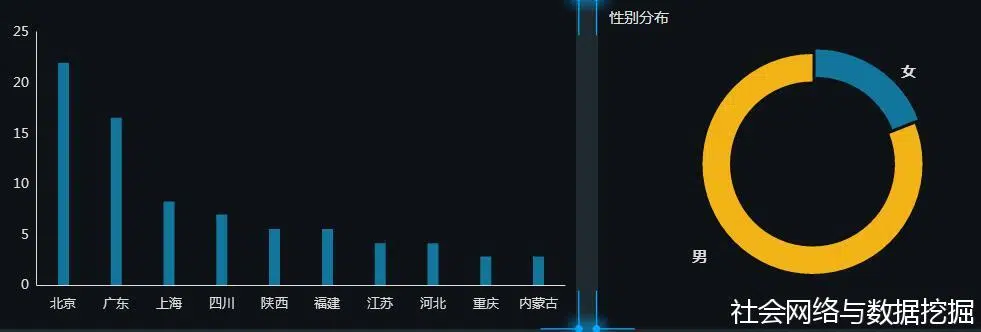 25
20
15
10
5
0
北京 广东 上海 四川 陕西 福建 江苏 河北 重庆 内蒙古
性别分布
女
男
社会网络与数据挖掘